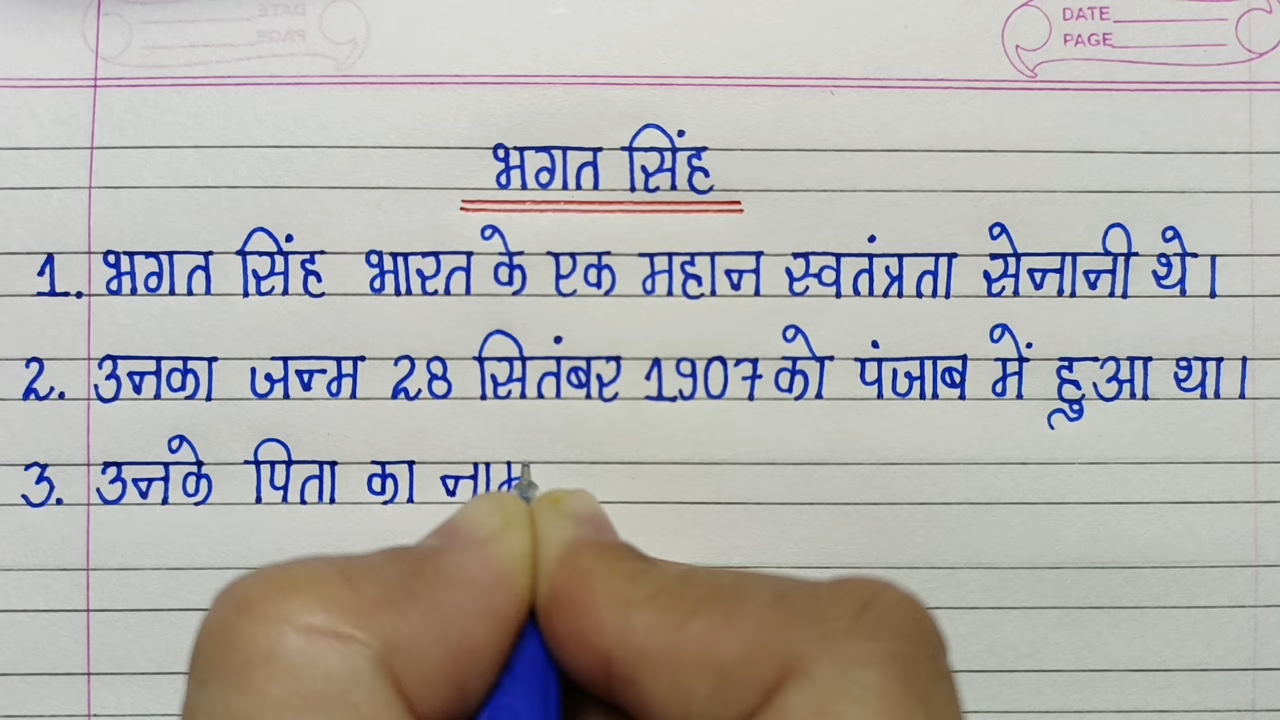 DATE
PAGE
भगत सिंह
1. भगत सिंह भारत के एक महान स्वतंत्रता सेनानी थे।
2. उनका जन्म 28 सितंबर 1907 को पंजाब में हुआ था।
3. उनके पिता का नाम